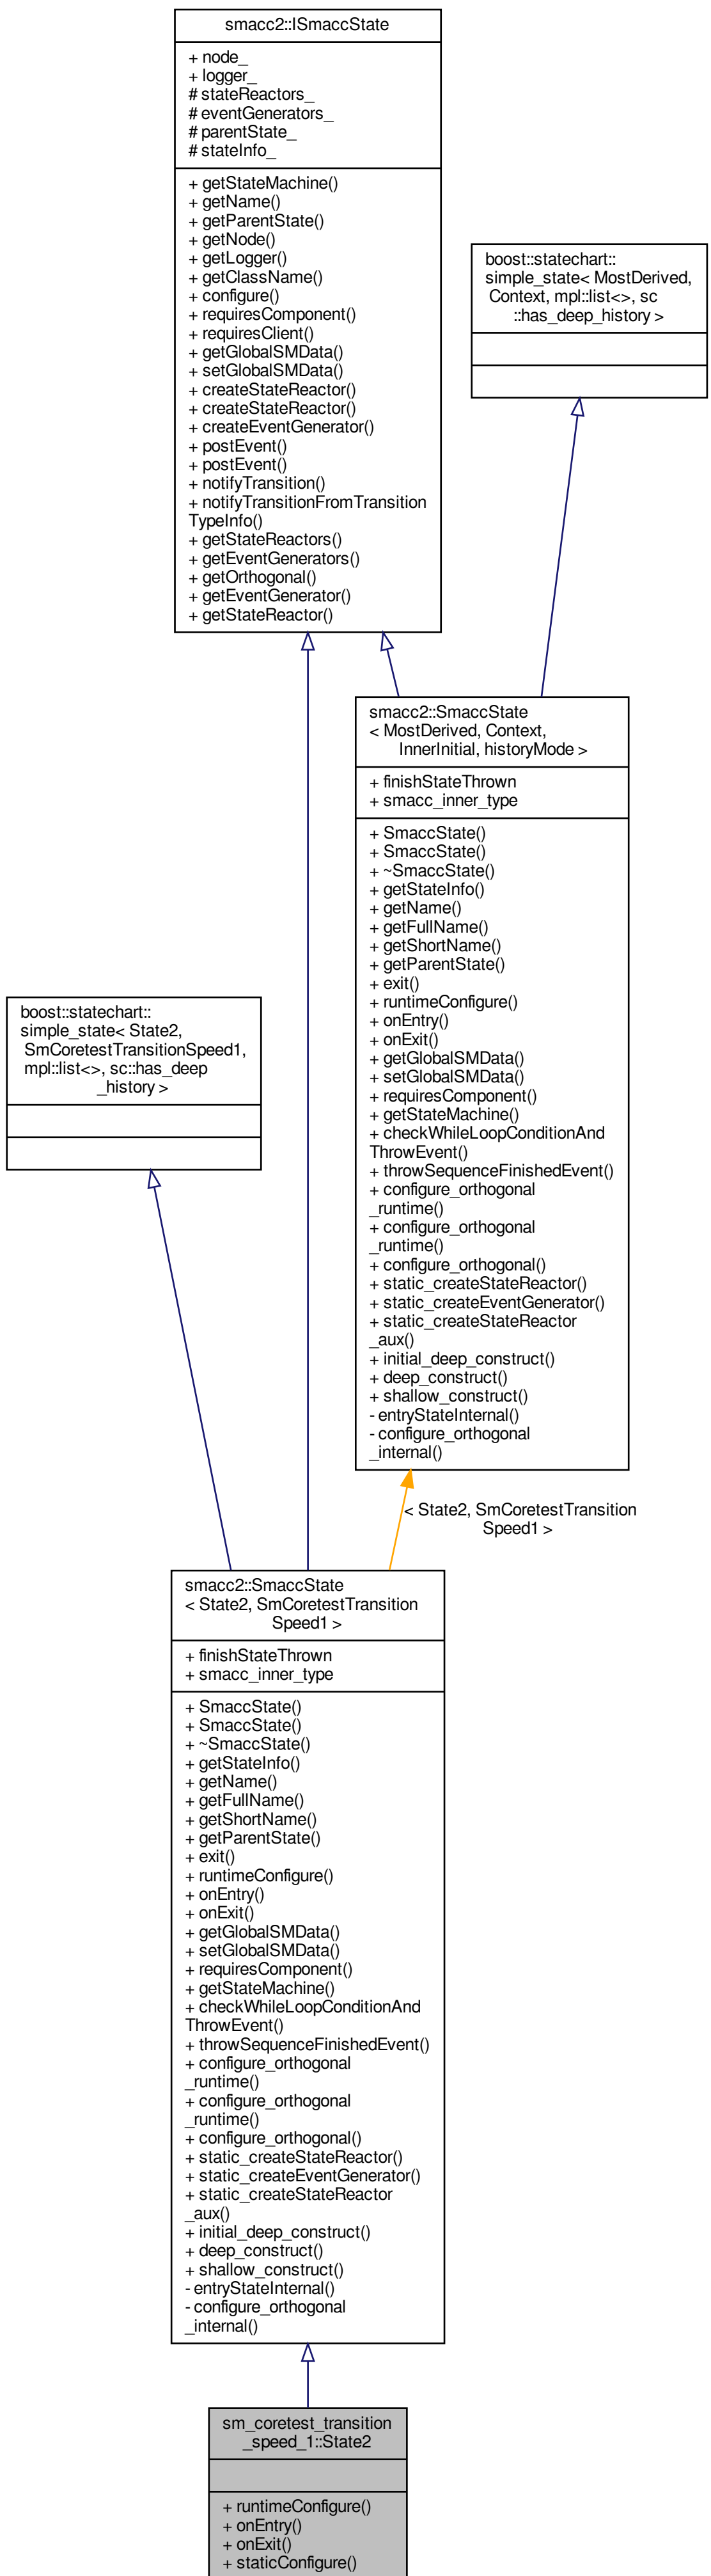 smacc2::ISmaccState
+ node_
+ logger_
# stateReactors_
# eventGenerators_
# parentState_
# stateInfo_
+ getStateMachine()
+ getName()
+ getParentState()
+ getNode()
+ getLogger()
+ getClassName()
+ configure()
+ requiresComponent()
+ requiresClient()
+ getGlobalSMData()
+ setGlobalSMData()
+ createStateReactor()
+ createStateReactor()
+ createEventGenerator()
+ postEvent()
+ postEvent()
+ notifyTransition()
+ notifyTransitionFromTransition
TypeInfo()
+ getStateReactors()
+ getEventGenerators()
+ getOrthogonal()
+ getEventGenerator()
+ getStateReactor()
boost::statechart::
simple_state< MostDerived,
Context, mpl::list<>, sc
::has_deep_history >
smacc2::SmaccState
< MostDerived, Context,
InnerInitial, historyMode >
+ finishStateThrown
+ smacc_inner_type
+ SmaccState()
+ SmaccState()
+ ~SmaccState()
+ getStateInfo()
+ getName()
+ getFullName()
+ getShortName()
+ getParentState()
+ exit()
+ runtimeConfigure()
+ onEntry()
+ onExit()
+ getGlobalSMData()
+ setGlobalSMData()
+ requiresComponent()
+ getStateMachine()
+ checkWhileLoopConditionAnd
ThrowEvent()
+ throwSequenceFinishedEvent()
+ configure_orthogonal
_runtime()
+ configure_orthogonal
_runtime()
+ configure_orthogonal()
+ static_createStateReactor()
+ static_createEventGenerator()
+ static_createStateReactor
_aux()
+ initial_deep_construct()
+ deep_construct()
+ shallow_construct()
- entryStateInternal()
- configure_orthogonal
_internal()
boost::statechart::
simple_state< State2,
SmCoretestTransitionSpeed1,
mpl::list<>, sc::has_deep
_history >
< State2, SmCoretestTransition
Speed1 >
smacc2::SmaccState
< State2, SmCoretestTransition
Speed1 >
+ finishStateThrown
+ smacc_inner_type
+ SmaccState()
+ SmaccState()
+ ~SmaccState()
+ getStateInfo()
+ getName()
+ getFullName()
+ getShortName()
+ getParentState()
+ exit()
+ runtimeConfigure()
+ onEntry()
+ onExit()
+ getGlobalSMData()
+ setGlobalSMData()
+ requiresComponent()
+ getStateMachine()
+ checkWhileLoopConditionAnd
ThrowEvent()
+ throwSequenceFinishedEvent()
+ configure_orthogonal
_runtime()
+ configure_orthogonal
_runtime()
+ configure_orthogonal()
+ static_createStateReactor()
+ static_createEventGenerator()
+ static_createStateReactor
_aux()
+ initial_deep_construct()
+ deep_construct()
+ shallow_construct()
- entryStateInternal()
- configure_orthogonal
_internal()
sm_coretest_transition
_speed_1::State2
+ runtimeConfigure()
+ onEntry()
+ onExit()
+ staticConfigure()